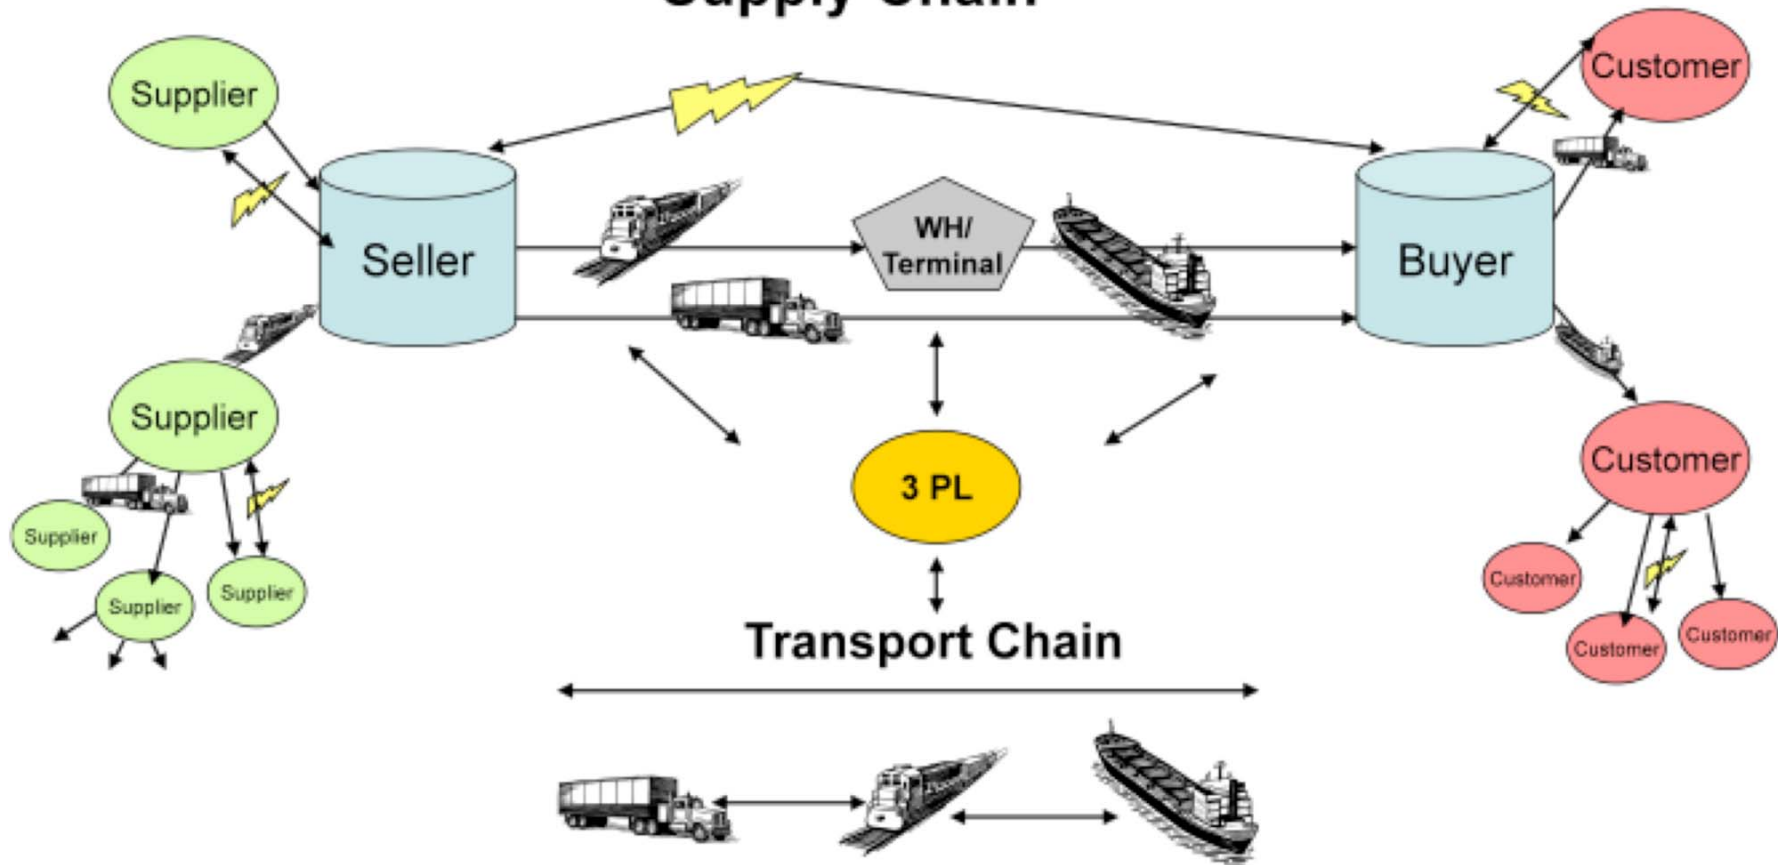 Supply Chain
Supplier
Customer
Seller
WH/
Terminal
Buyer
Supplier
Customer
3 PL
Supplier
Supplier
Supplier
Customer
Customer
Customer
Transport Chain